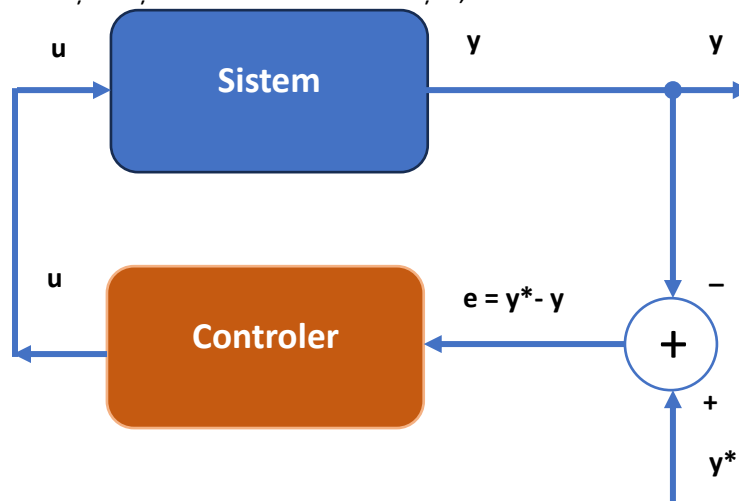 u
y
y
Sistem
u
e = y*- y
–
Controler
+
+
y*